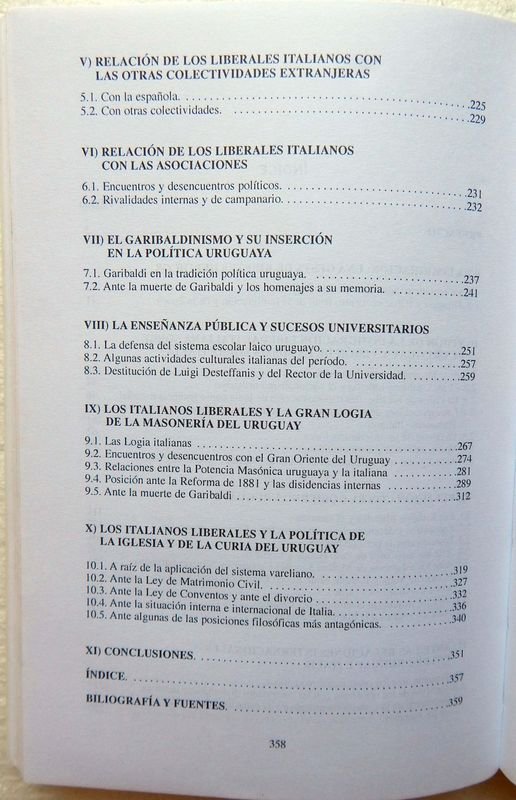 V) RELACIÓN DE LOS LIBERALES ITALIANOS CON
LAS OTRAS COLECTIVIDADES EXTRANJERAS
5.1. Con la española. .......................................225
5.2. Con otras colectividades. .................................229
VI) RELACIÓN DE LOS LIBERALES ITALIANOS
CON LAS ASOCIACIONES
6.1. Encuentros y desencuentros políticos. .........................231
6.2. Rivalidades internas y de campanario. .........................232
VII) EL GARIBALDINISMO Y SU INSERCIÓN
EN LA POLÍTICA URUGUAYA
7.1. Garibaldi en la tradición política uruguaya. ......................237
7.2. Ante la muerte de Garibaldi y los homenajes a su memoria. ..........241
VIII) LA ENSEÑANZA PÚBLICA Y SUCESOS UNIVERSITARIOS
8.1. La defensa del sistema escolar laico uruguayo. ...................251
8.2. Algunas actividades culturales italianas del período. ...............257
8.3. Destitución de Luigi Desteffanis y del Rector de la Universidad. .......259
IX) LOS ITALIANOS LIBERALES Y LA GRAN LOGIA
DE LA MASONERÍA DEL URUGUAY
9.1. Las Logia italianas ......................................267
9.2. Encuentros y desencuentros con el Gran Oriente del Uruguay .........274
9.3. Relaciones entre la Potencia Masónica uruguaya y la italiana .........281
9.4. Posición ante la Reforma de 1881 y las disidencias internas ..........289
9.5. Ante la muerte de Garibaldi ................................312
X) LOS ITALIANOS LIBERALES Y LA POLÍTICA DE
LA IGLESIA Y DE LA CURIA DEL URUGUAY
10.1. A raíz de la aplicación del sistema vareliano. ....................319
10.2. Ante la Ley de Matrimonio Civil. ...........................327
10.3. Ante la Ley de Conventos y ante el divorcio ....................332
10.4. Ante la situación interna e internacional de Italia. ................336
10.5. Ante algunas de las posiciones filosóficas más antagónicas. .........340
XI) CONCLUSIONES. .....................................351
ÍNDICE. ..............................................357
BILIOGRAFÍA Y FUENTES. ................................359
358